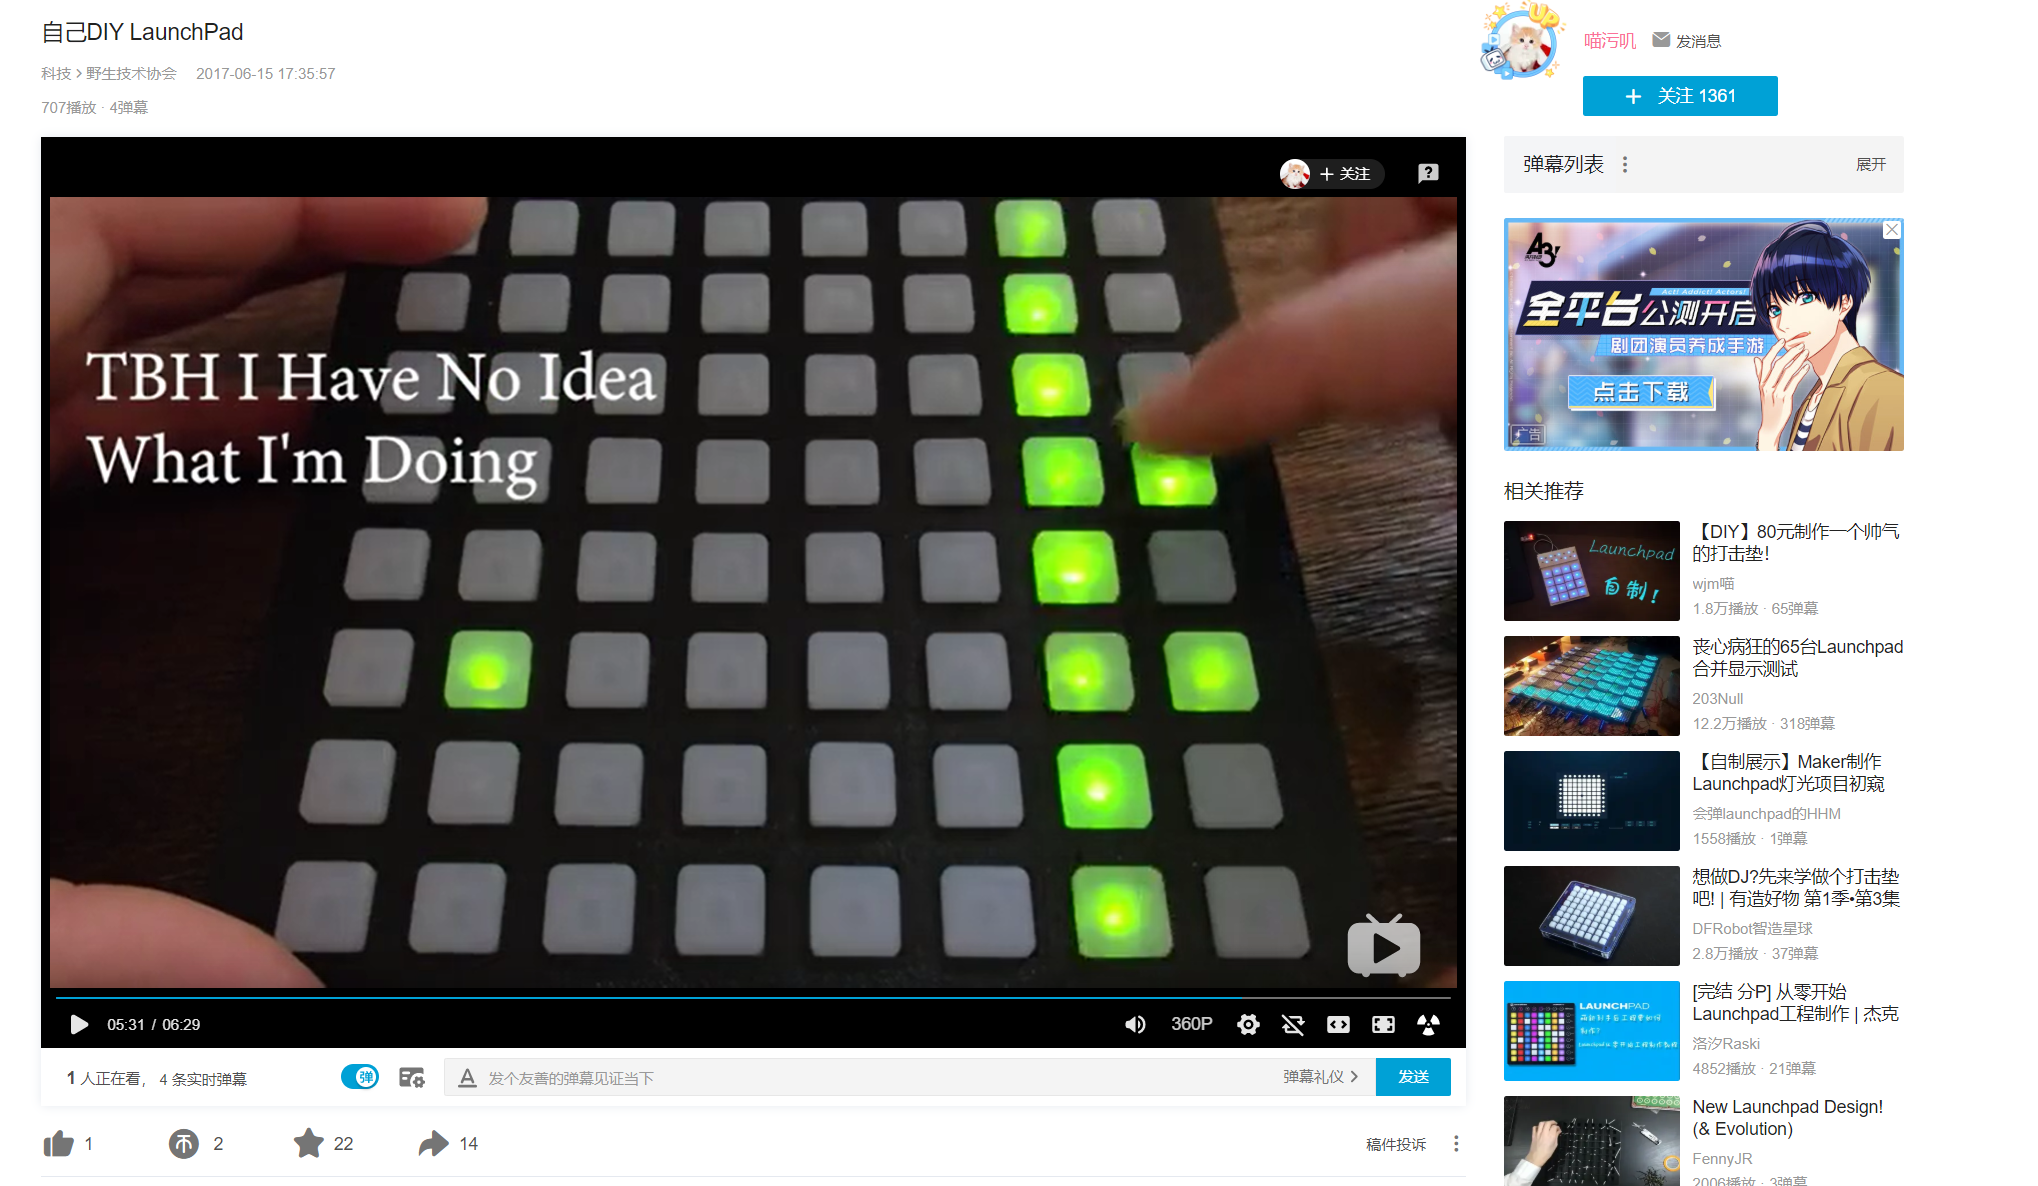 自己DIY LaunchPad
科技 > 野生技术协会 2017-06-15 17:35:57
707播放 · 4弹幕
UP
喵污叽 发消息
+ 关注 1361
+ 关注
TBH I Have No Idea
What I'm Doing
05:31 / 06:29
360P
1 人正在看， 4 条实时弹幕
弹
A 发个友善的弹幕见证当下
弹幕礼仪 >
发送
1
2
22
14
稿件投诉
弹幕列表
展开
A3!
Act! Addict! Actors!
全平台公测开启
剧团演员养成手游
点击下载
广告
相关推荐
Launchpad
自制!
【DIY】80元制作一个帅气
的打击垫!
wjm喵
1.8万播放 · 65弹幕
丧心病狂的65台Launchpad
合并显示测试
203Null
12.2万播放 · 318弹幕
【自制展示】Maker制作
Launchpad灯光项目初窥
会弹launchpad的HHM
1558播放 · 1弹幕
想做DJ?先来学做个打击垫
吧! | 有造好物 第1季•第3集
DFRobot智造星球
2.8万播放 · 37弹幕
LAUNCHPAD
[完结 分P] 从零开始
Launchpad工程制作 | 杰克
洛汐Raski
4852播放 · 21弹幕
New Launchpad Design!
(& Evolution)
FennyJR
2006播放 · 3弹幕